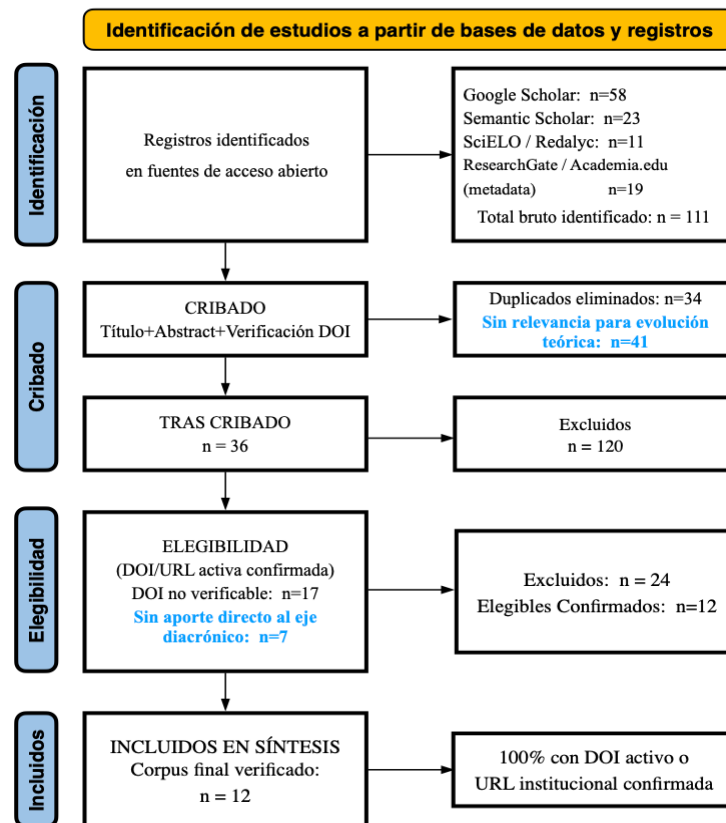 Identificación de estudios a partir de bases de datos y registros
Identificación
Registros identificados
en fuentes de acceso abierto
Google Scholar: n=58
Semantic Scholar: n=23
SciELO / Redalyc: n=11
ResearchGate / Academia.edu
(metadata) n=19
Total bruto identificado: n = 111
Cribado
CRIBADO
Título+Abstract+Verificación DOI
Duplicados eliminados: n=34
Sin relevancia para evolución
teórica: n=41
TRAS CRIBADO
n = 36
Excluidos
n = 120
Elegibilidad
ELEGIBILIDAD
(DOI/URL activa confirmada)
DOI no verificable: n=17
Sin aporte directo al eje
diacrónico: n=7
Excluidos: n = 24
Elegibles Confirmados: n=12
Incluidos
INCLUIDOS EN SÍNTESIS
Corpus final verificado:
n = 12
100% con DOI activo o
URL institucional confirmada